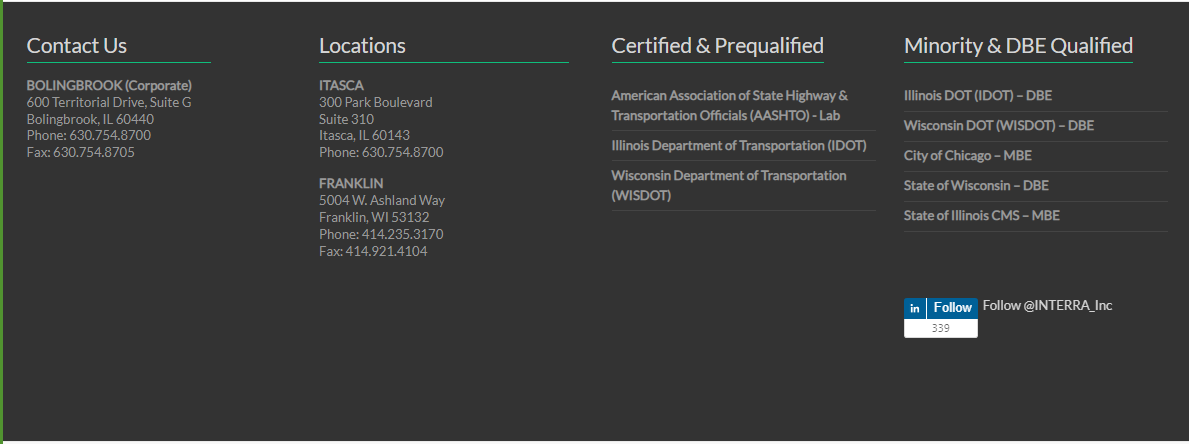 Contact Us
BOLINGBROOK (Corporate)
600 Territorial Drive, Suite G
Bolingbrook, IL 60440
Phone: 630.754.8700
Fax: 630.754.8705
Locations
ITASCA
300 Park Boulevard
Suite 310
Itasca, IL 60143
Phone: 630.754.8700
FRANKLIN
5004 W. Ashland Way
Franklin, WI 53132
Phone: 414.235.3170
Fax: 414.921.4104
Certified & Prequalified
American Association of State Highway &
Transportation Officials (AASHTO) - Lab
Illinois Department of Transportation (IDOT)
Wisconsin Department of Transportation
(WISDOT)
Minority & DBE Qualified
Illinois DOT (IDOT) – DBE
Wisconsin DOT (WISDOT) – DBE
City of Chicago – MBE
State of Wisconsin – DBE
State of Illinois CMS – MBE
in Follow
339
Follow @INTERRA_Inc